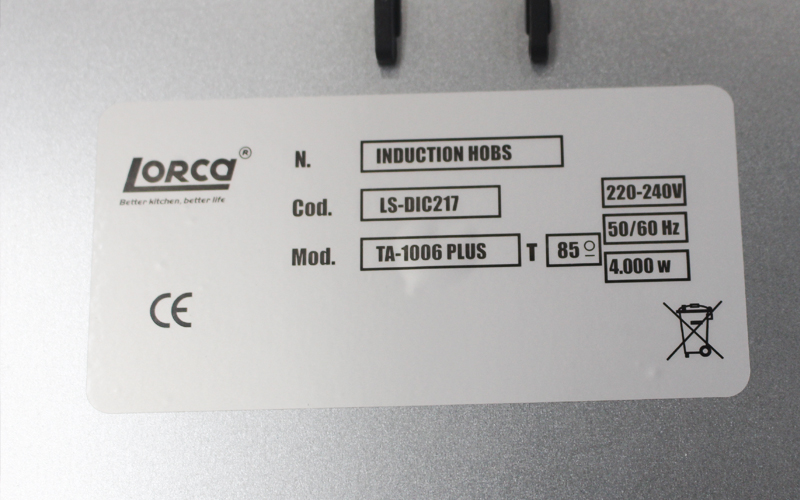 LORCA®
Better kitchen, better life
N. INDUCTION HOBS
Cod. LS-DIC217
Mod. TA-1006 PLUS T 85º
220-240V
50/60 Hz
4.000 w
CE